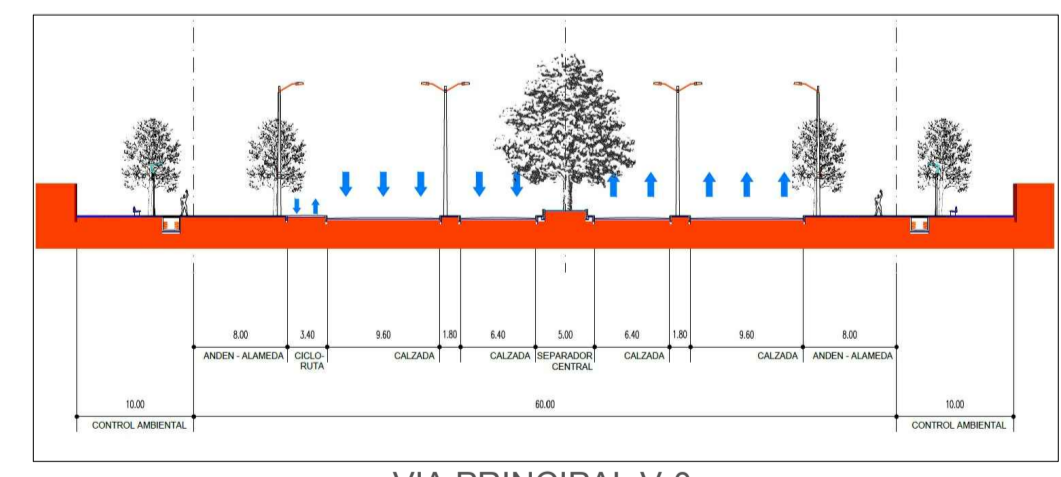 8.00 3.40 9.60 1.80 6.40 5.00 6.40 1.80 9.60 8.00
ANDEN - ALAMEDA CICLO- CALZADA CALZADA SEPARADOR CALZADA CALZADA ANDEN - ALAMEDA
RUTA CENTRAL
10.00 60.00 10.00
CONTROL AMBIENTAL CONTROL AMBIENTAL
VIA PRINCIPAL